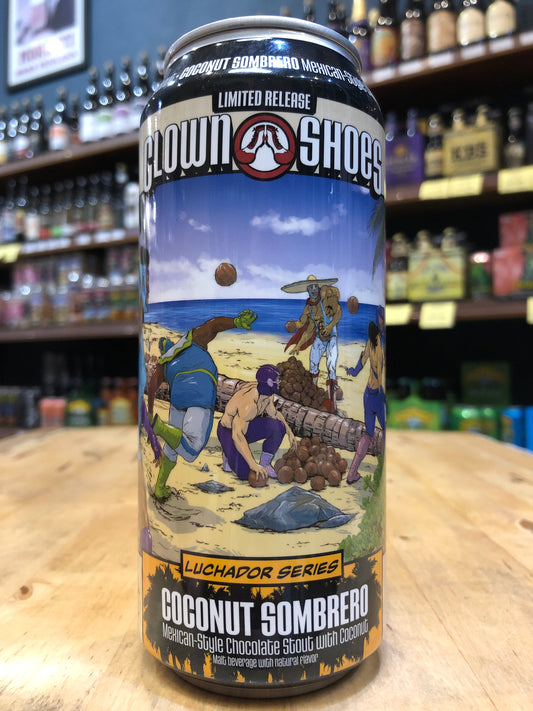 COCONUT SOMBRERO Mexican-Style
LIMITED RELEASE
CLOWN SHOES
LUCHADOR SERIES
COCONUT SOMBRERO
Mexican-Style Chocolate Stout with Coconut
Malt beverage with natural flavor
KBS